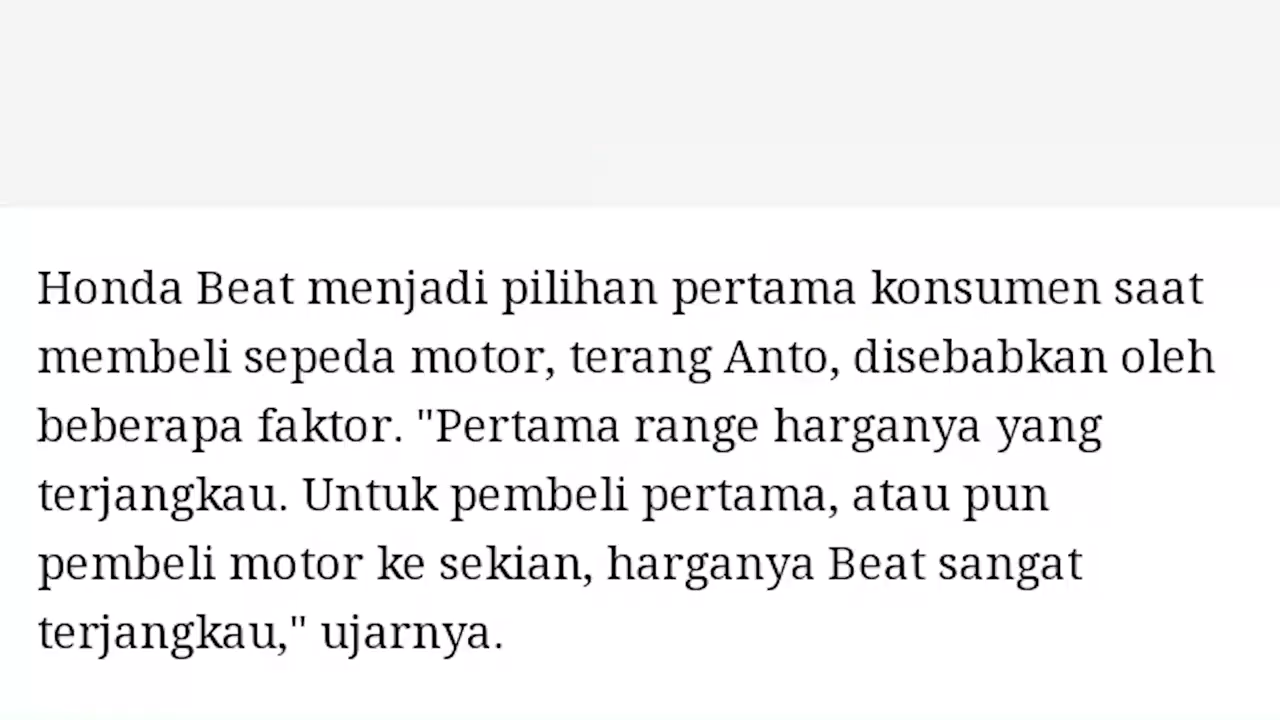 Honda Beat menjadi pilihan pertama konsumen saat
membeli sepeda motor, terang Anto, disebabkan oleh
beberapa faktor. "Pertama range harganya yang
terjangkau. Untuk pembeli pertama, atau pun
pembeli motor ke sekian, harganya Beat sangat
terjangkau," ujarnya.